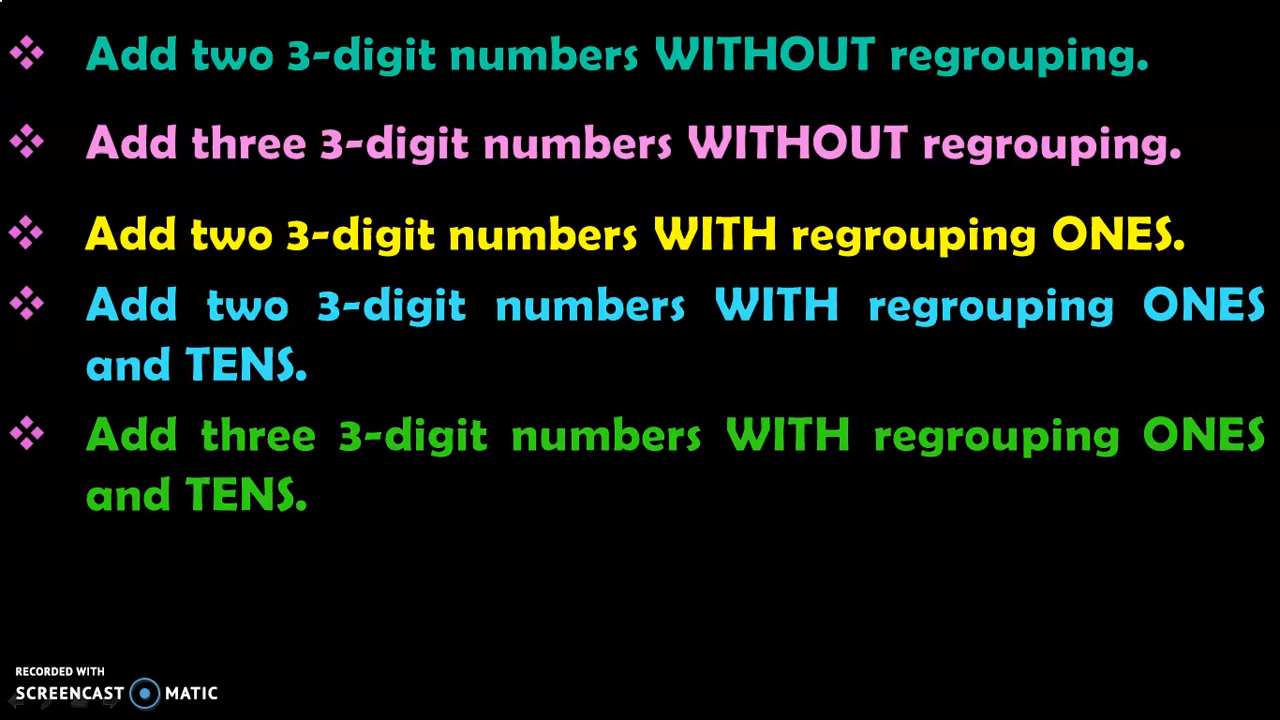 Add two 3-digit numbers WITHOUT regrouping.
Add three 3-digit numbers WITHOUT regrouping.
Add two 3-digit numbers WITH regrouping ONES.
Add two 3-digit numbers WITH regrouping ONES
and TENS.
Add three 3-digit numbers WITH regrouping ONES
and TENS.
RECORDED WITH
SCREENCAST MATIC